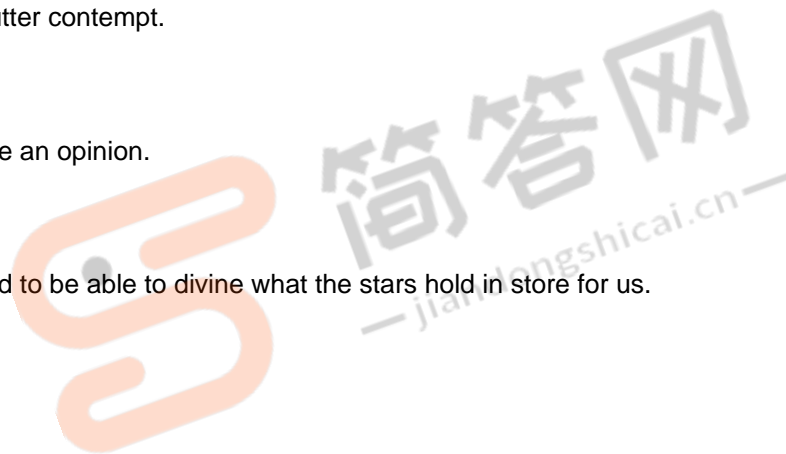 utter contempt.
e an opinion.
d to be able to divine what the stars hold in store for us.
简答网
jiandongshicai.cn